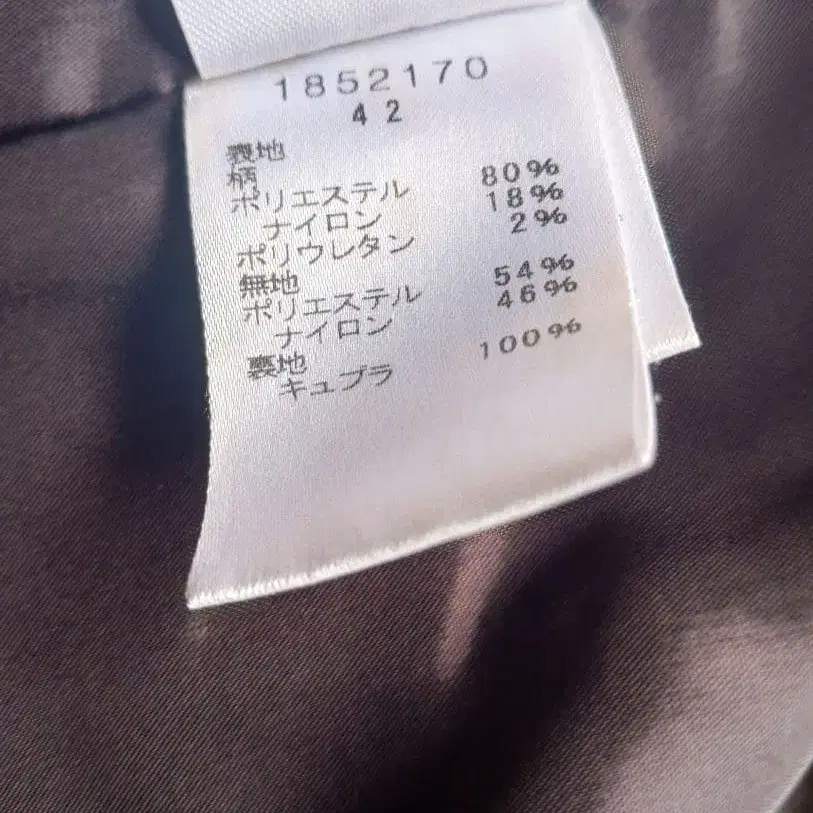 1852170
42
表地
柄
ポリエステル 80%
ナイロン 18%
ポリウレタン 2%
無地
ポリエステル 54%
ナイロン 46%
裏地
キュプラ 100%